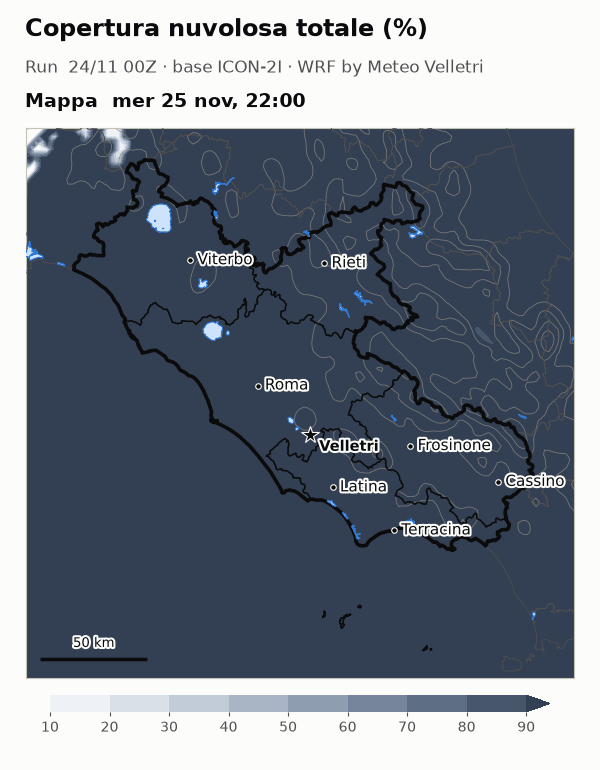 Copertura nuvolosa totale (%)
Run  24/11 00Z · base ICON-2I · WRF by Meteo Velletri
Mappa  mer 25 nov, 22:00
Viterbo
Rieti
Roma
Velletri
Frosinone
Latina
Cassino
Terracina
50 km
10 20 30 40 50 60 70 80 90